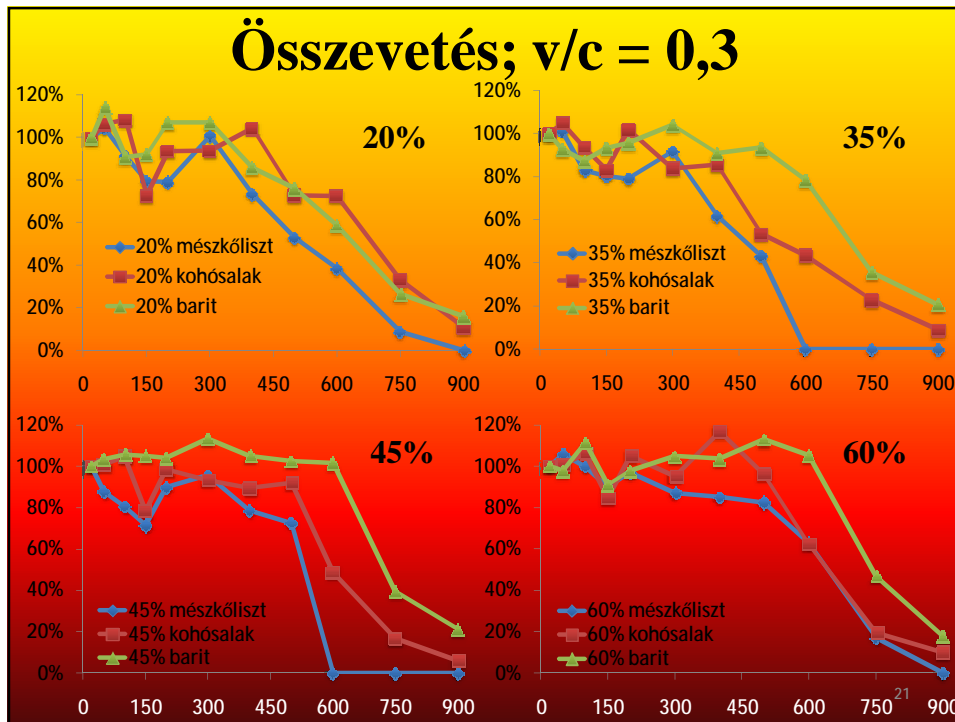 Összevetés; v/c = 0,3
120%
100%
80%
60%
40%
20%
0%
20%
20% mészkőliszt
20% kohósalak
20% barit
0 150 300 450 600 750 900
120%
100%
80%
60%
40%
20%
0%
35%
35% mészkőliszt
35% kohósalak
35% barit
0 150 300 450 600 750 900
120%
100%
80%
60%
40%
20%
0%
45%
45% mészkőliszt
45% kohósalak
45% barit
0 150 300 450 600 750 900
120%
100%
80%
60%
40%
20%
0%
60%
60% mészkőliszt
60% kohósalak
60% barit
0 150 300 450 600 750 900
21